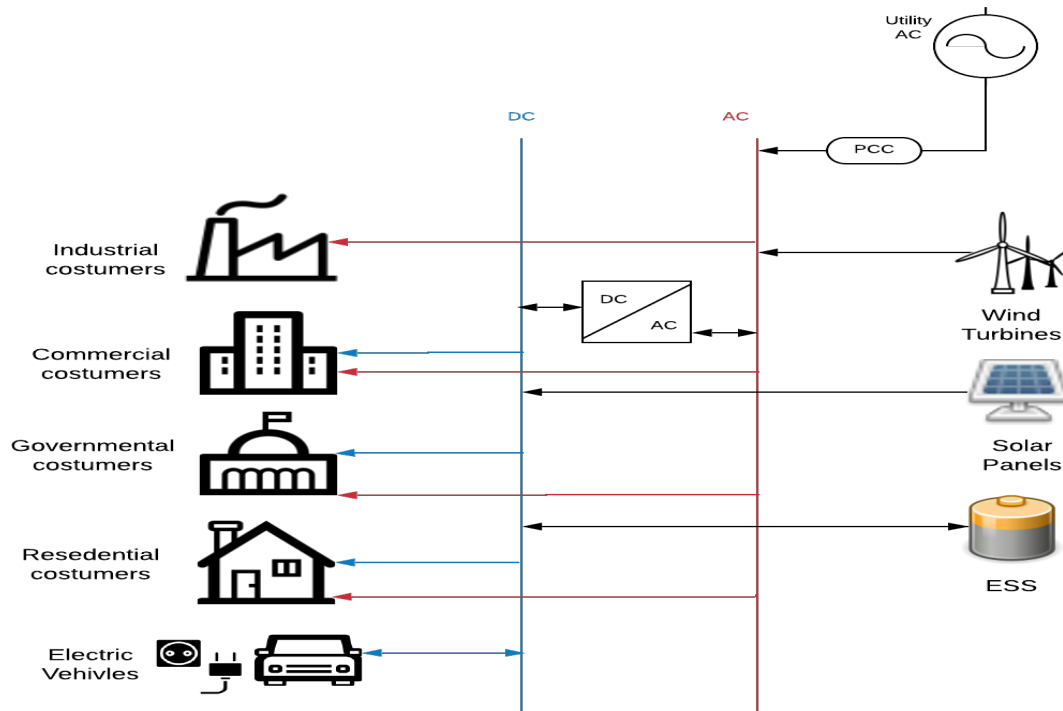 Utility
AC
DC
AC
PCC
Industrial
costumers
DC
AC
Wind
Turbines
Commercial
costumers
Governmental
costumers
Solar
Panels
Resedential
costumers
ESS
Electric
Vehivles